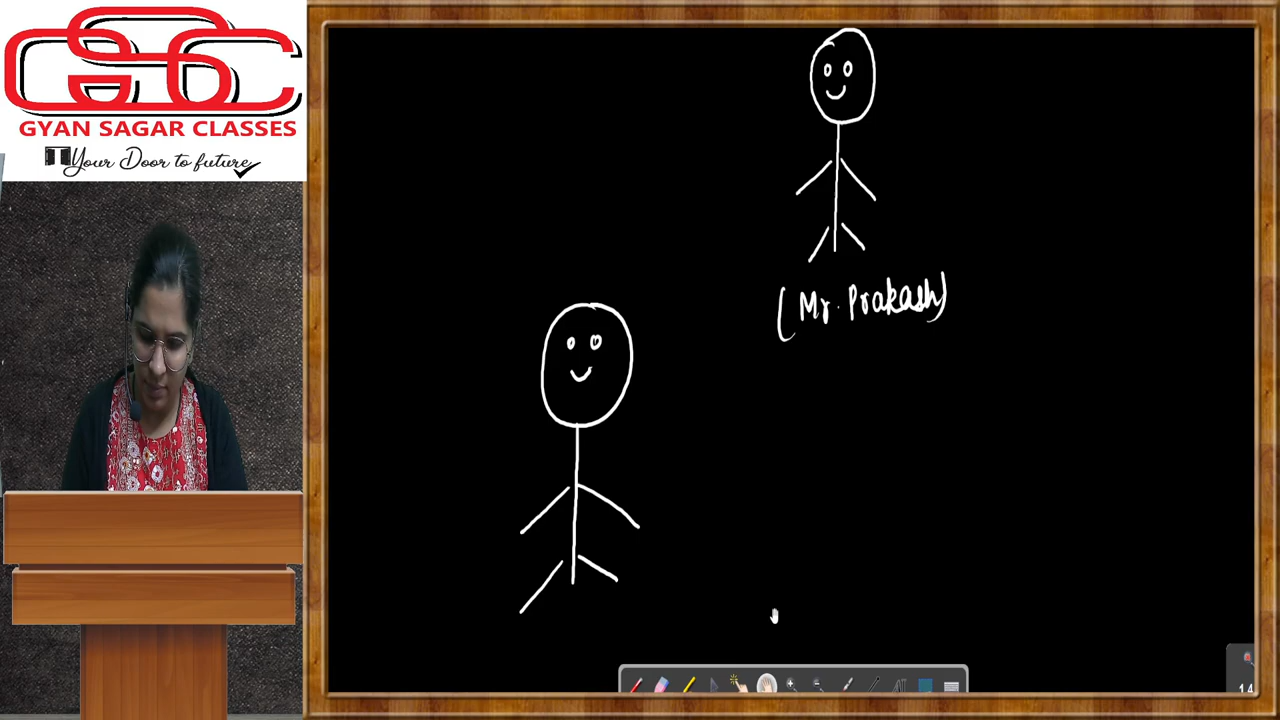 GSC
GYAN SAGAR CLASSES
Your Door to future
(Mr. Prakash)